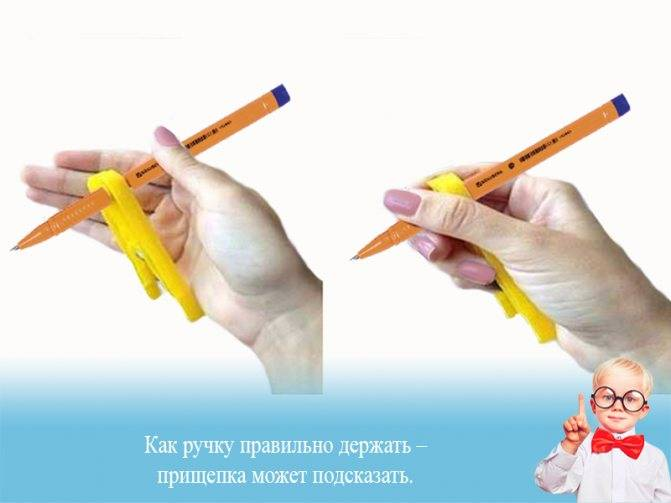 Как ручку правильно держать –
прищепка может подсказать.